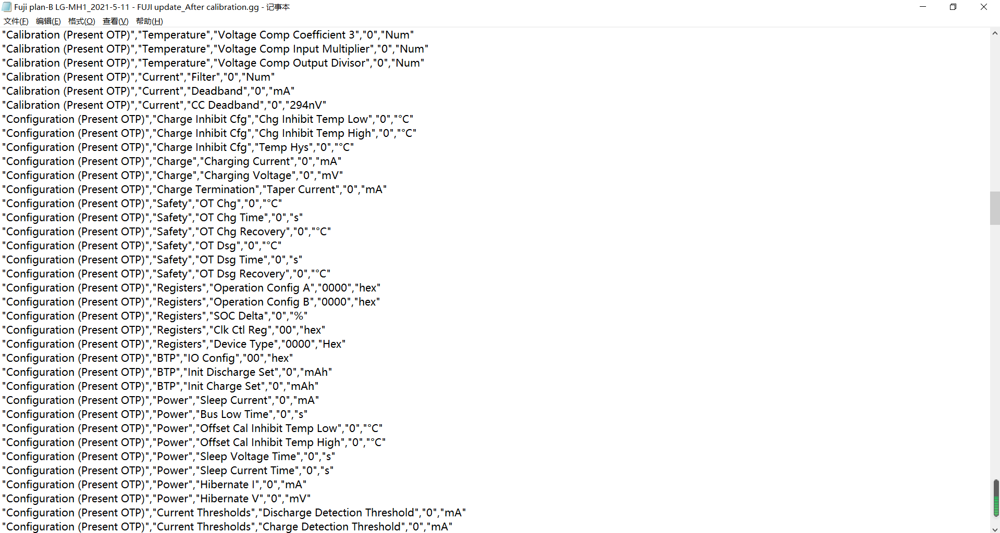 Fuji plan-B LG-MH1_2021-5-11 - FUJI update_After calibration.gg - 记事本
文件(F) 编辑(E) 格式(O) 查看(V) 帮助(H)
"Calibration (Present OTP)","Temperature","Voltage Comp Coefficient 3","0","Num"
"Calibration (Present OTP)","Temperature","Voltage Comp Input Multiplier","0","Num"
"Calibration (Present OTP)","Temperature","Voltage Comp Output Divisor","0","Num"
"Calibration (Present OTP)","Current","Filter","0","Num"
"Calibration (Present OTP)","Current","Deadband","0","mA"
"Calibration (Present OTP)","Current","CC Deadband","0","294nV"
"Configuration (Present OTP)","Charge Inhibit Cfg","Chg Inhibit Temp Low","0","°C"
"Configuration (Present OTP)","Charge Inhibit Cfg","Chg Inhibit Temp High","0","°C"
"Configuration (Present OTP)","Charge Inhibit Cfg","Temp Hys","0","°C"
"Configuration (Present OTP)","Charge","Charging Current","0","mA"
"Configuration (Present OTP)","Charge","Charging Voltage","0","mV"
"Configuration (Present OTP)","Charge Termination","Taper Current","0","mA"
"Configuration (Present OTP)","Safety","OT Chg","0","°C"
"Configuration (Present OTP)","Safety","OT Chg Time","0","s"
"Configuration (Present OTP)","Safety","OT Chg Recovery","0","°C"
"Configuration (Present OTP)","Safety","OT Dsg","0","°C"
"Configuration (Present OTP)","Safety","OT Dsg Time","0","s"
"Configuration (Present OTP)","Safety","OT Dsg Recovery","0","°C"
"Configuration (Present OTP)","Registers","Operation Config A","0000","hex"
"Configuration (Present OTP)","Registers","Operation Config B","0000","hex"
"Configuration (Present OTP)","Registers","SOC Delta","0","%"
"Configuration (Present OTP)","Registers","Clk Ctl Reg","00","hex"
"Configuration (Present OTP)","Registers","Device Type","0000","Hex"
"Configuration (Present OTP)","BTP","IO Config","00","hex"
"Configuration (Present OTP)","BTP","Init Discharge Set","0","mAh"
"Configuration (Present OTP)","BTP","Init Charge Set","0","mAh"
"Configuration (Present OTP)","Power","Sleep Current","0","mA"
"Configuration (Present OTP)","Power","Bus Low Time","0","s"
"Configuration (Present OTP)","Power","Offset Cal Inhibit Temp Low","0","°C"
"Configuration (Present OTP)","Power","Offset Cal Inhibit Temp High","0","°C"
"Configuration (Present OTP)","Power","Sleep Voltage Time","0","s"
"Configuration (Present OTP)","Power","Sleep Current Time","0","s"
"Configuration (Present OTP)","Power","Hibernate I","0","mA"
"Configuration (Present OTP)","Power","Hibernate V","0","mV"
"Configuration (Present OTP)","Current Thresholds","Discharge Detection Threshold","0","mA"
"Configuration (Present OTP)","Current Thresholds","Charge Detection Threshold","0","mA"